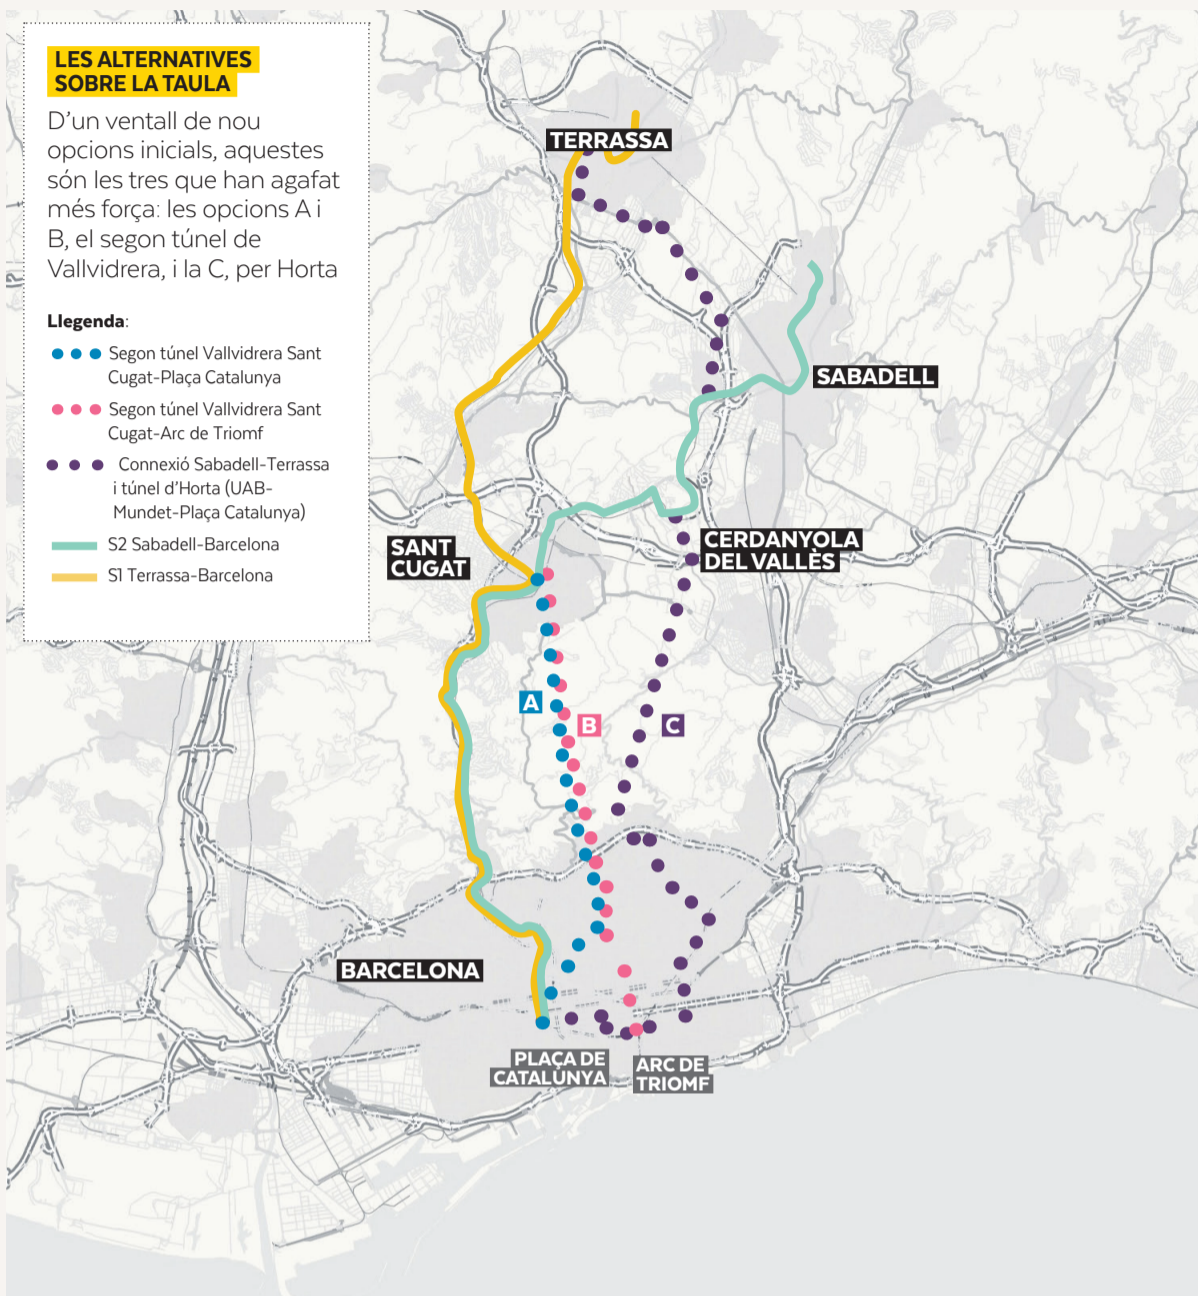 LES ALTERNATIVES
SOBRE LA TAULA
D’un ventall de nou
opcions inicials, aquestes
són les tres que han agafat
més força: les opcions A i
B, el segon túnel de
Vallvidrera, i la C, per Horta
Llegenda:
Segon túnel Vallvidrera Sant
Cugat-Plaça Catalunya
Segon túnel Vallvidrera Sant
Cugat-Arc de Triomf
Connexió Sabadell-Terrassa
i túnel d’Horta (UAB-
Mundet-Plaça Catalunya)
S2 Sabadell-Barcelona
S1 Terrassa-Barcelona
TERRASSA
SABADELL
SANT
CUGAT
CERDANYOLA
DEL VALLÈS
A
B
C
BARCELONA
PLAÇA DE
CATALUNYA
ARC DE
TRIOMF